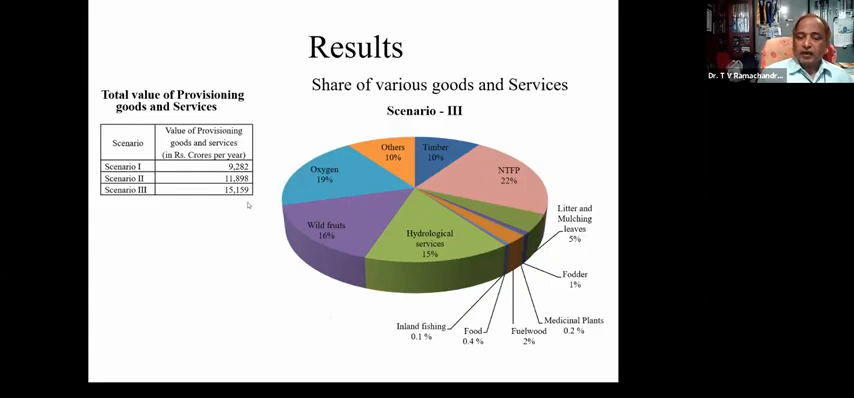 Results
Share of various goods and Services
Total value of Provisioning
goods and Services
Scenario
Value of Provisioning
goods and services
(in Rs. Crores per year)
Scenario I 9,282
Scenario II 11,898
Scenario III 15,159
Scenario - III
Others
10%
Timber
10%
NTFP
22%
Litter and
Mulching
leaves
5%
Fodder
1%
Medicinal Plants
0.2 %
Fuelwood
2%
Food
0.4 %
Inland fishing
0.1 %
Hydrological
services
15%
Wild fruits
16%
Oxygen
19%
Dr. T V Ramachandr...